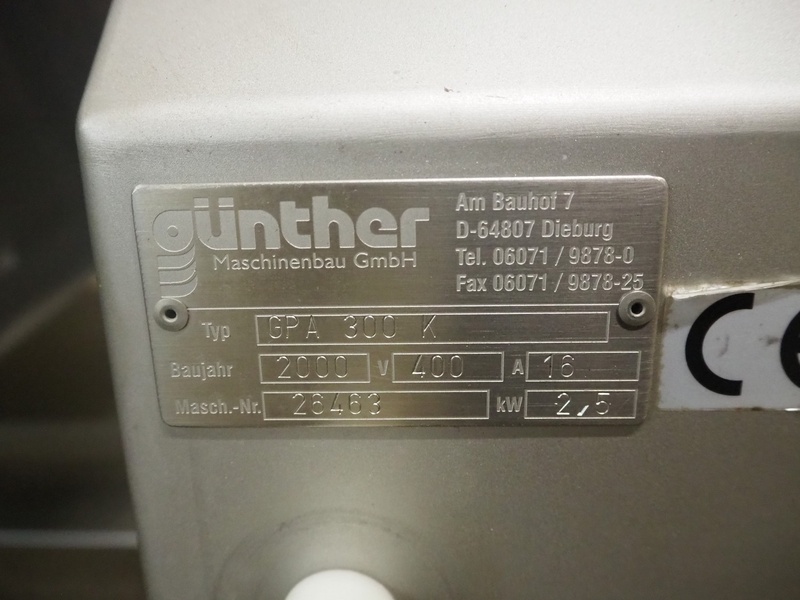 günther
Maschinenbau GmbH
Am Bauhof 7
D-64807 Dieburg
Tel. 06071 / 9878-0
Fax 06071 / 9878-25
Typ GPA 300 K
Baujahr 2000 V 400 A 16
Masch.-Nr. 26463 kW 2,5
CE